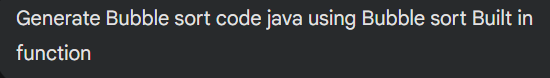 Generate Bubble sort code java using Bubble sort Built in
function